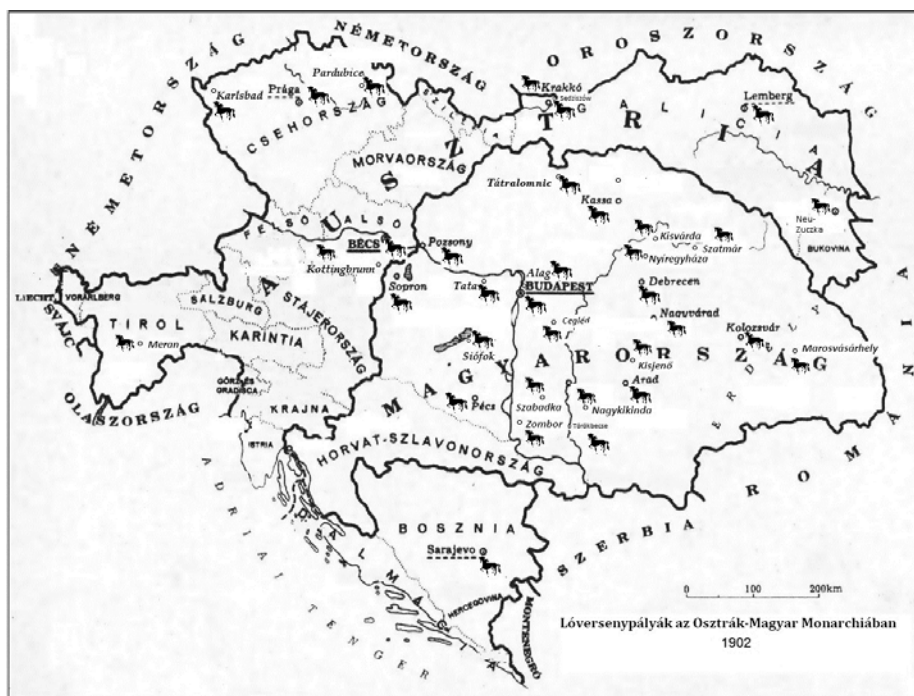 NÉMETORSZÁG
NÉMETORSZÁG
OROSZORSZÁG
Karlsbad
Prága
Pardubice
CSEHORSZÁG
MORVAORSZÁG
Krakkó
GALÍCIA
Lemberg
AUSZTRIA
Tátralomnic
Kassa
Neu-
Zuczka
BUKOVINA
FELSŐ
ALSÓ
BÉCS
Kottingbrunn
Pozsony
Kisvárda
Szatmár
Nyíregyháza
Alag
BUDAPEST
Sopron
Tata
Debrecen
LIECHT.
VORARLBERG
SVÁJC
SALZBURG
STÁJERORSZÁG
TIROL
Meran
KARINTIA
Cegléd
Nagyvárad
Kolozsvár
Marosvásárhely
Siófok
MAGYARORSZÁG
ERDÉLY
Kisjenő
Arad
GÖRZ ÉS
GRADISCA
OLASZORSZÁG
KRAJNA
Pécs
Szabadka
Nagykikinda
Zombor
Törökbecse
ISTRIA
HORVÁT-SZLAVONORSZÁG
ROMÁNIA
ADRIAI TENGER
DALMÁCIA
BOSZNIA
Sarajevo
SZERBIA
HERCEGOVINA
MONTENEGRÓ
0 100 200km
Lóversenypályák az Osztrák-Magyar Monarchiában
1902